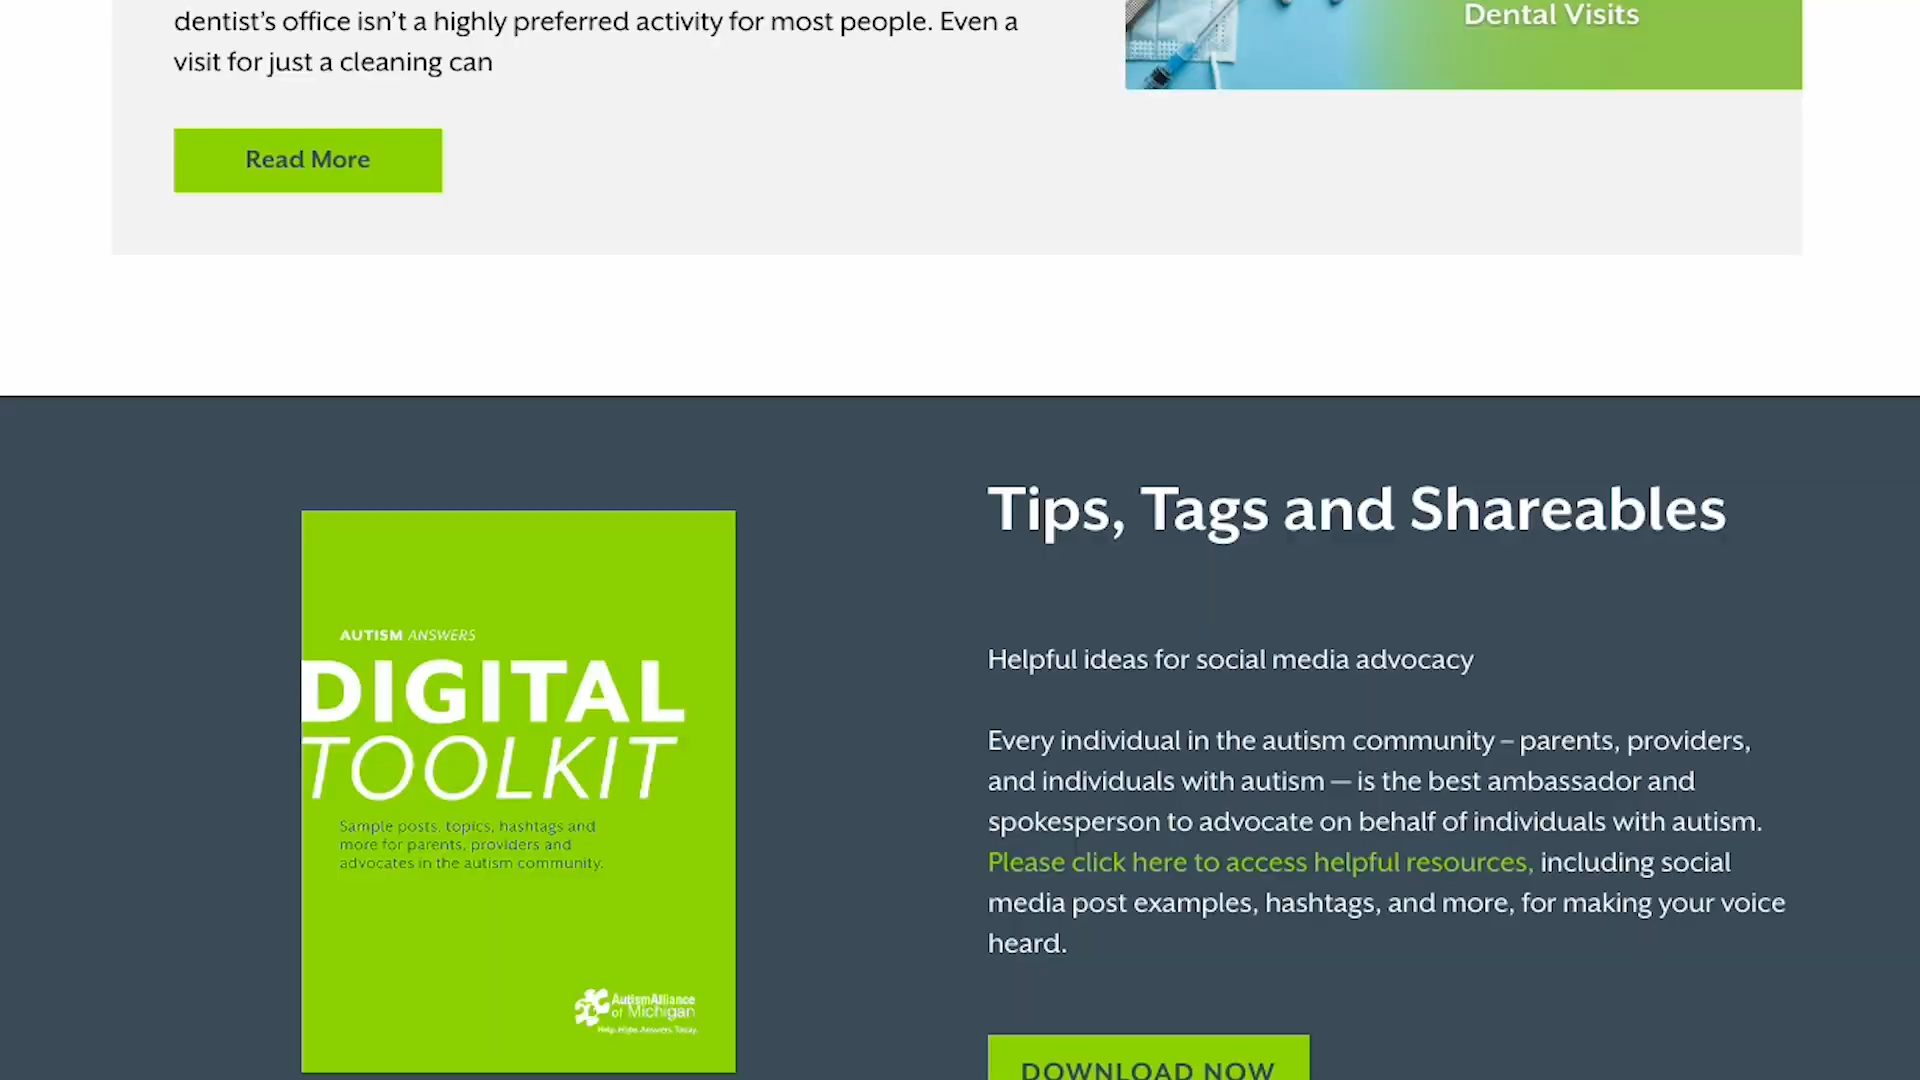 dentist’s office isn’t a highly preferred activity for most people. Even a
visit for just a cleaning can
Dental Visits
Read More
Tips, Tags and Shareables
AUTISM ANSWERS
DIGITAL
TOOLKIT
Sample posts, topics, hashtags and
more for parents, providers and
advocates in the autism community.
AutismAlliance
of Michigan
Help. Hope. Answers. Today.
Helpful ideas for social media advocacy
Every individual in the autism community – parents, providers,
and individuals with autism — is the best ambassador and
spokesperson to advocate on behalf of individuals with autism.
Please click here to access helpful resources, including social
media post examples, hashtags, and more, for making your voice
heard.
DOWNLOAD NOW